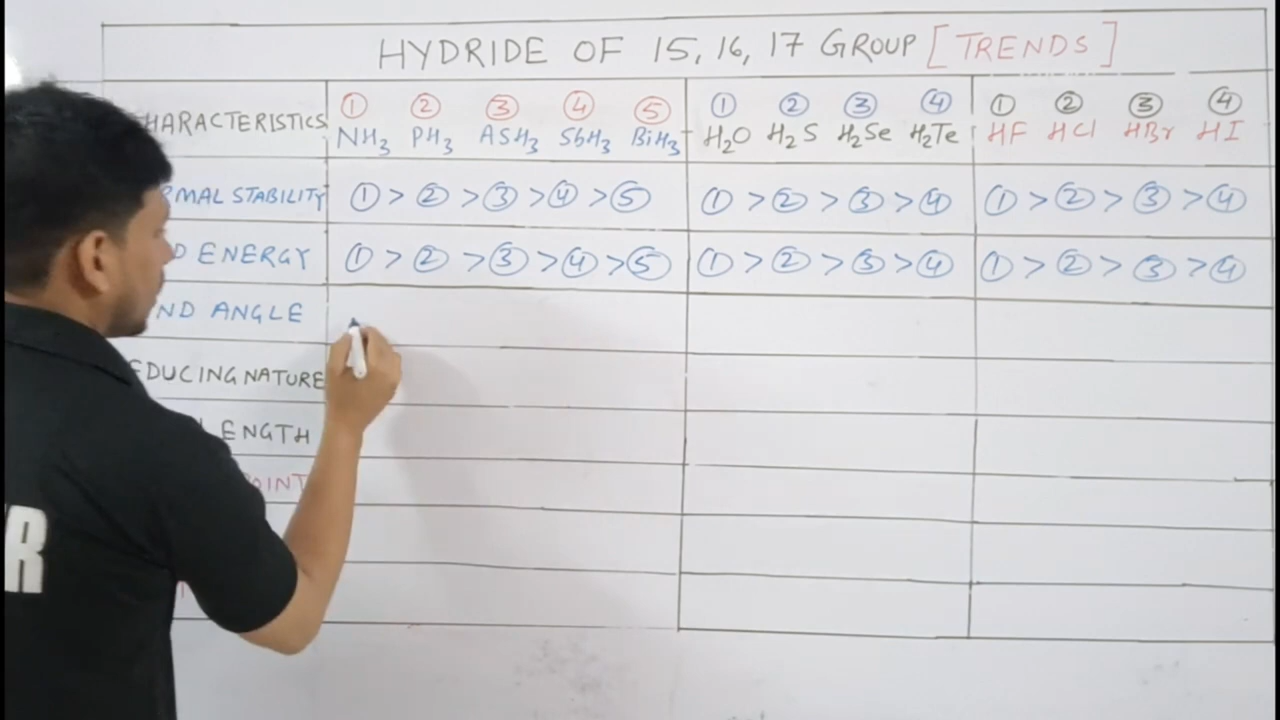 HYDRIDE OF 15, 16, 17 GROUP [TRENDS]
① ② ③ ④ ⑤ ① ② ③ ④ ① ② ③ ④
HARACTERISTICS NH₃ PH₃ ASH₃ SbH₃ BiH₃ H₂O H₂S H₂Se H₂Te HF HCl HBr HI
RMAL STABILITY ① > ② > ③ > ④ > ⑤ ① > ② > ③ > ④ ① > ② > ③ > ④
D ENERGY ① > ② > ③ > ④ > ⑤ ① > ② > ③ > ④ ① > ② > ③ > ④
ND ANGLE
EDUCING NATURE
LENGTH
OINT
R